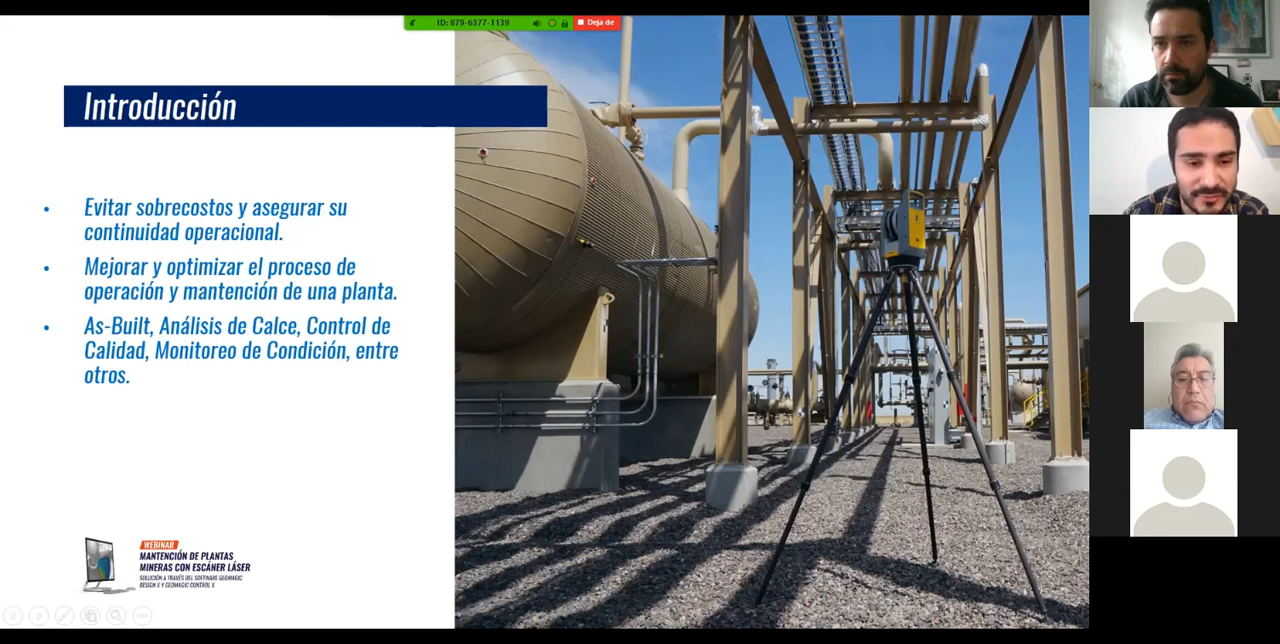 ID: 879-6377-1139
Deja de
Introducción
• Evitar sobrecostos y asegurar su
continuidad operacional.
• Mejorar y optimizar el proceso de
operación y mantención de una planta.
• As-Built, Análisis de Calce, Control de
Calidad, Monitoreo de Condición, entre
otros.
WEBINAR
MANTENCIÓN DE PLANTAS
MINERAS CON ESCÁNER LÁSER
SOLUCIÓN A TRAVÉS DEL SOFTWARE GEOMAGIC
DESIGN X Y GEOMAGIC CONTROL X